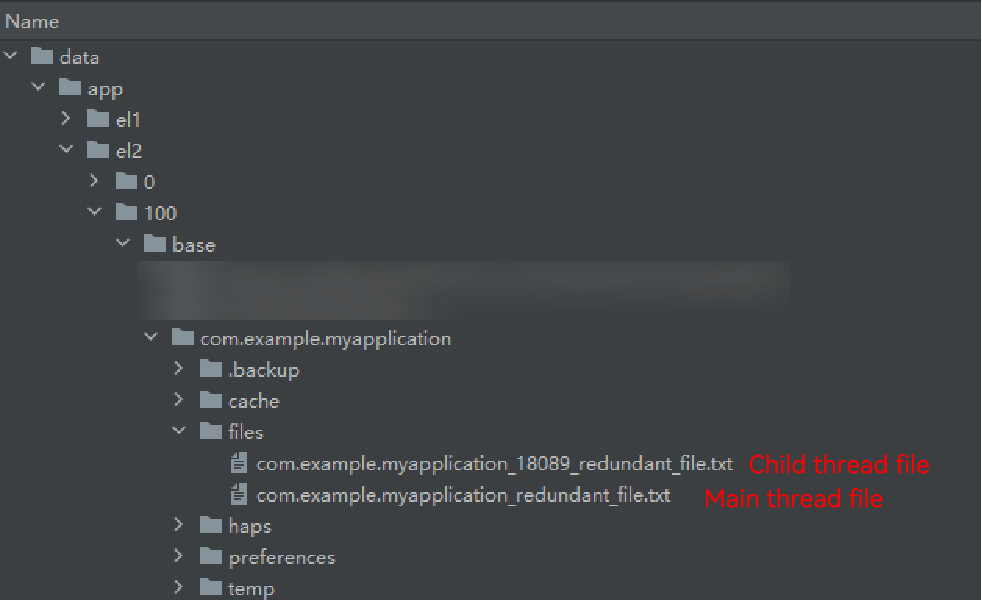 Name
data
app
el1
el2
0
100
base
com.example.myapplication
.backup
cache
files
com.example.myapplication_18089_redundant_file.txt Child thread file
com.example.myapplication_redundant_file.txt Main thread file
haps
preferences
temp